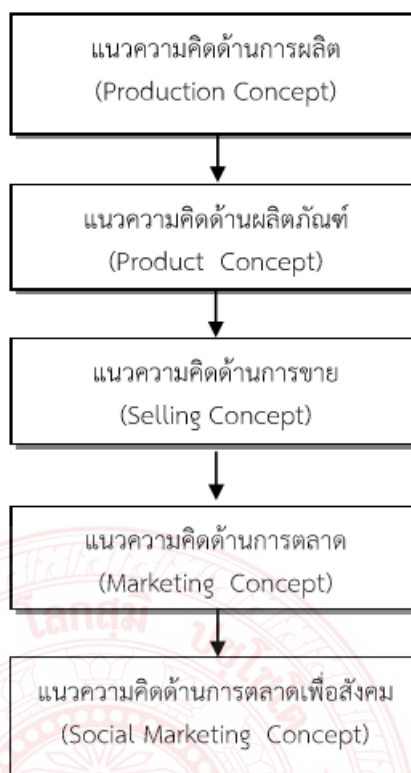 แนวความคิดด้านการผลิต
(Production Concept)
แนวความคิดด้านผลิตภัณฑ์
(Product Concept)
แนวความคิดด้านการขาย
(Selling Concept)
แนวความคิดด้านการตลาด
(Marketing Concept)
แนวความคิดด้านการตลาดเพื่อสังคม
(Social Marketing Concept)